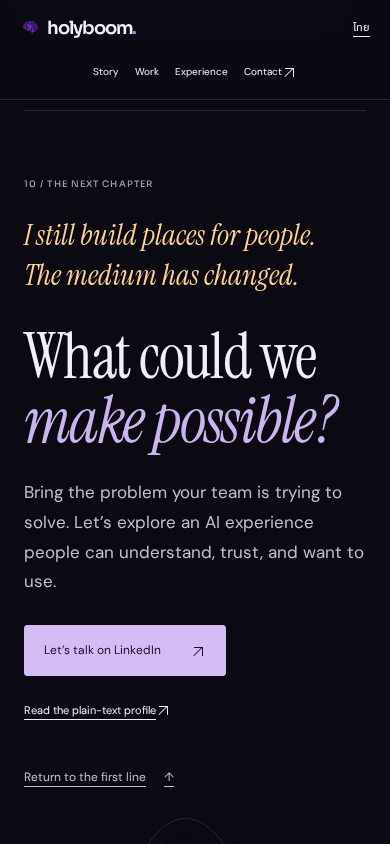 holyboom.
ไทย
Story Work Experience Contact
10 / THE NEXT CHAPTER
I still build places for people.
The medium has changed.
What could we
make possible?
Bring the problem your team is trying to
solve. Let’s explore an AI experience
people can understand, trust, and want to
use.
Let’s talk on LinkedIn
Read the plain-text profile
Return to the first line